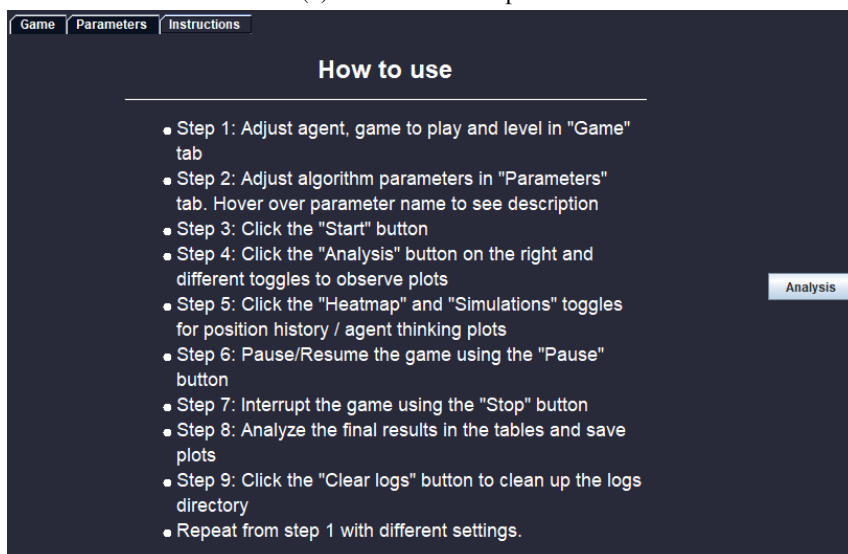 Game Parameters Instructions
How to use
Step 1: Adjust agent, game to play and level in "Game"
tab
Step 2: Adjust algorithm parameters in "Parameters"
tab. Hover over parameter name to see description
Step 3: Click the "Start" button
Step 4: Click the "Analysis" button on the right and
different toggles to observe plots
Analysis
Step 5: Click the "Heatmap" and "Simulations" toggles
for position history / agent thinking plots
Step 6: Pause/Resume the game using the "Pause"
button
Step 7: Interrupt the game using the "Stop" button
Step 8: Analyze the final results in the tables and save
plots
Step 9: Click the "Clear logs" button to clean up the logs
directory
Repeat from step 1 with different settings.